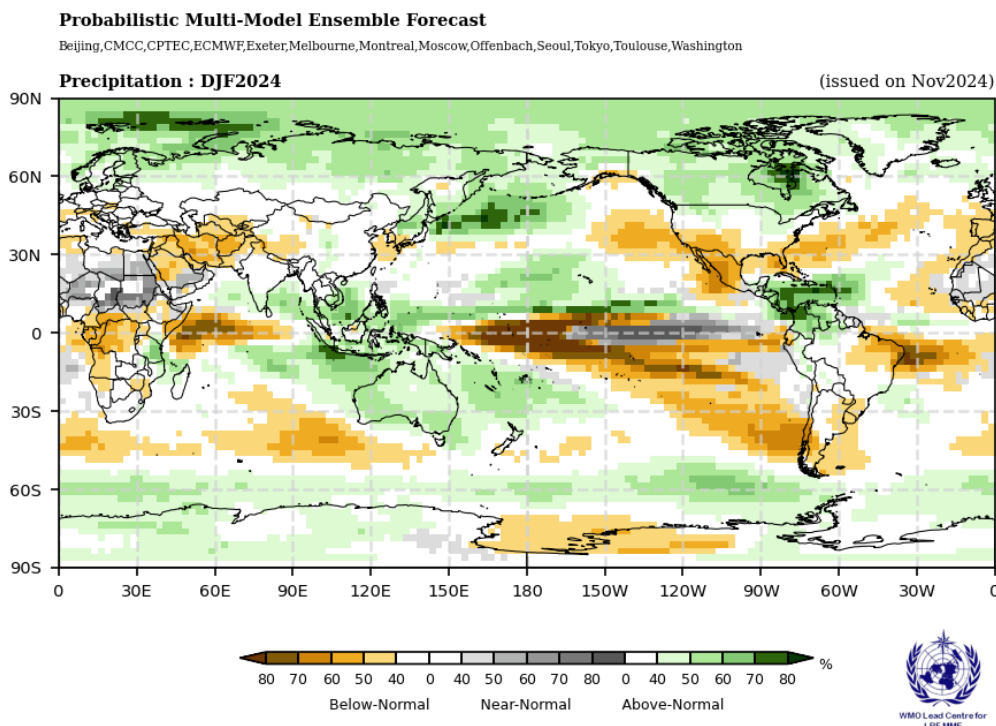 Probabilistic Multi-Model Ensemble Forecast
Beijing,CMCC,CPTEC,ECMWF,Exeter,Melbourne,Montreal,Moscow,Offenbach,Seoul,Tokyo,Toulouse,Washington
Precipitation : DJF2024 (issued on Nov2024)
90N
60N
30N
0
30S
60S
90S
0 30E 60E 90E 120E 150E 180 150W 120W 90W 60W 30W 0
80 70 60 50 40 0 40 50 60 70 80 0 40 50 60 70 80 %
Below-Normal Near-Normal Above-Normal
WMO Lead Centre for
LRF MME